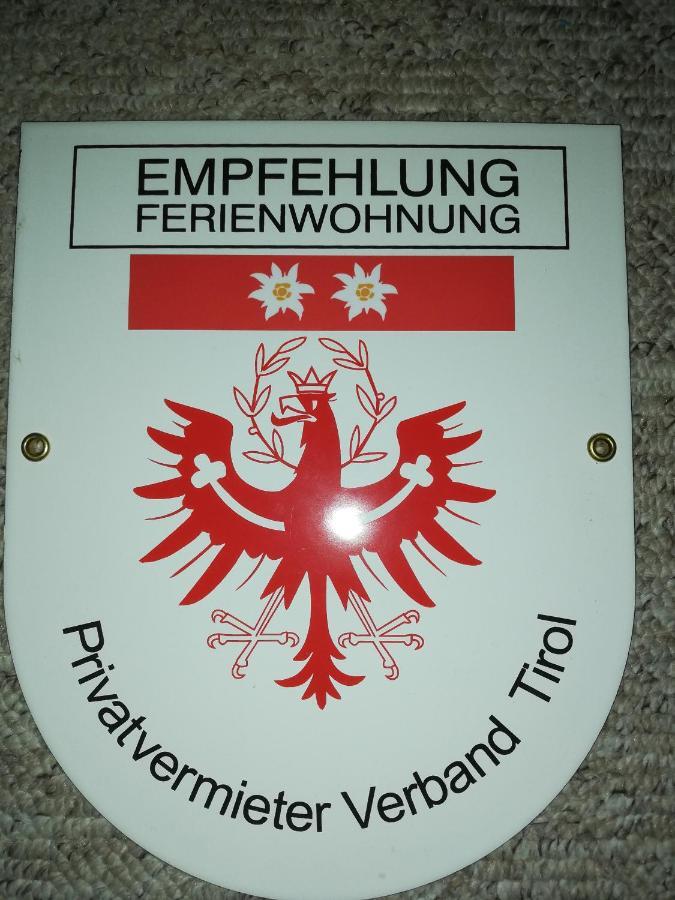 EMPFEHLUNG
FERIENWOHNUNG
Privatvermieter Verband Tirol